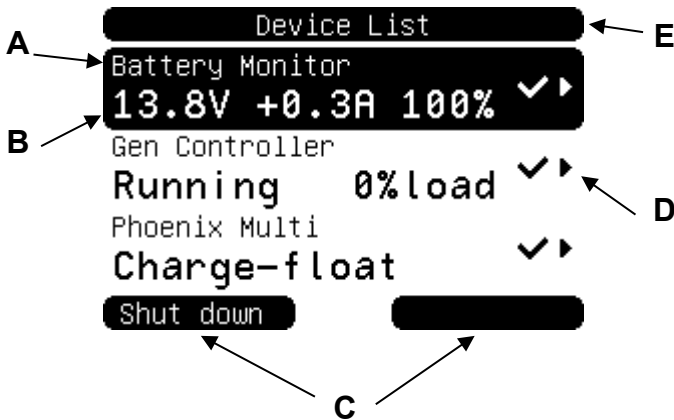 Device List
E
A
Battery Monitor
13.8V +0.3A 100%
B
Gen Controller
Running 0%load
D
Phoenix Multi
Charge-float
Shut down
C